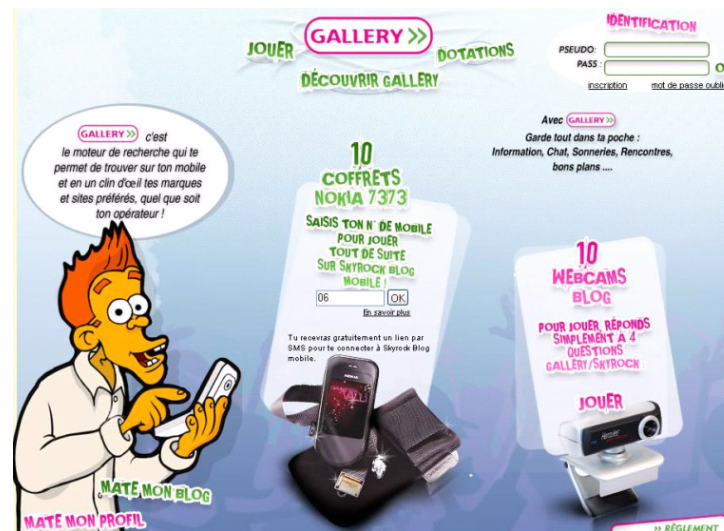 IDENTIFICATION
JOUER
GALLERY >>
DOTATIONS
DÉCOUVRIR GALLERY
PSEUDO:
PASS :
inscription
mot de passe oubli
GALLERY >> c'est
le moteur de recherche qui te
permet de trouver sur ton mobile
et en un clin d'œil tes marques
et sites préférés, quel que soit
ton opérateur !
10
COFFRETS
NOKIA 7373
SAISIS TON N° DE MOBILE
POUR JOUER
TOUT DE SUITE
SUR SKYROCK BLOG
MOBILE !
06
OK
En savoir plus
Tu recevras gratuitement un lien par
SMS pour te connecter à Skyrock Blog
mobile.
NOKIA
Avec GALLERY >>
Garde tout dans ta poche :
Information, Chat, Sonneries, Rencontres,
bons plans ....
10
WEBCAMS
BLOG
POUR JOUER, RÉPONDS
SIMPLEMENT À 4
QUESTIONS
GALLERY/SKYROCK :
JOUER
Hercules
MATE MON BLOG
MATE MON PROFIL
>> RÈGLEMENT